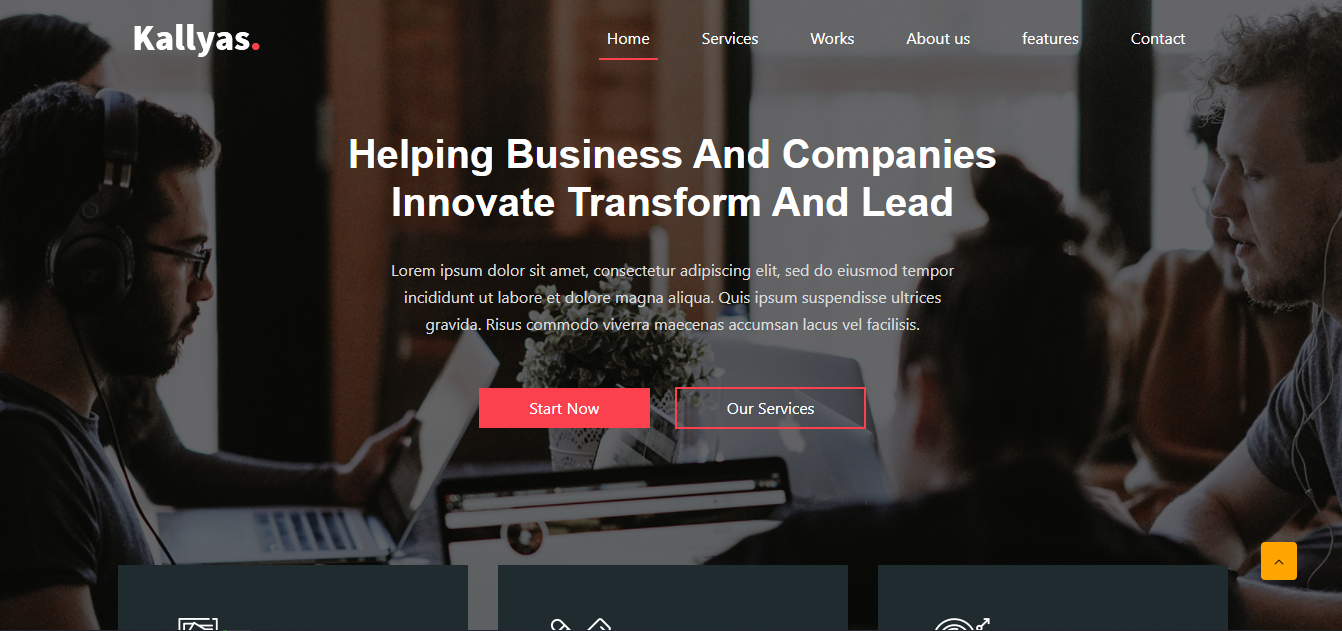 Kallyas.
Home Services Works About us features Contact
Helping Business And Companies
Innovate Transform And Lead
Lorem ipsum dolor sit amet, consectetur adipiscing elit, sed do eiusmod tempor
incididunt ut labore et dolore magna aliqua. Quis ipsum suspendisse ultrices
gravida. Risus commodo viverra maecenas accumsan lacus vel facilisis.
Start Now Our Services